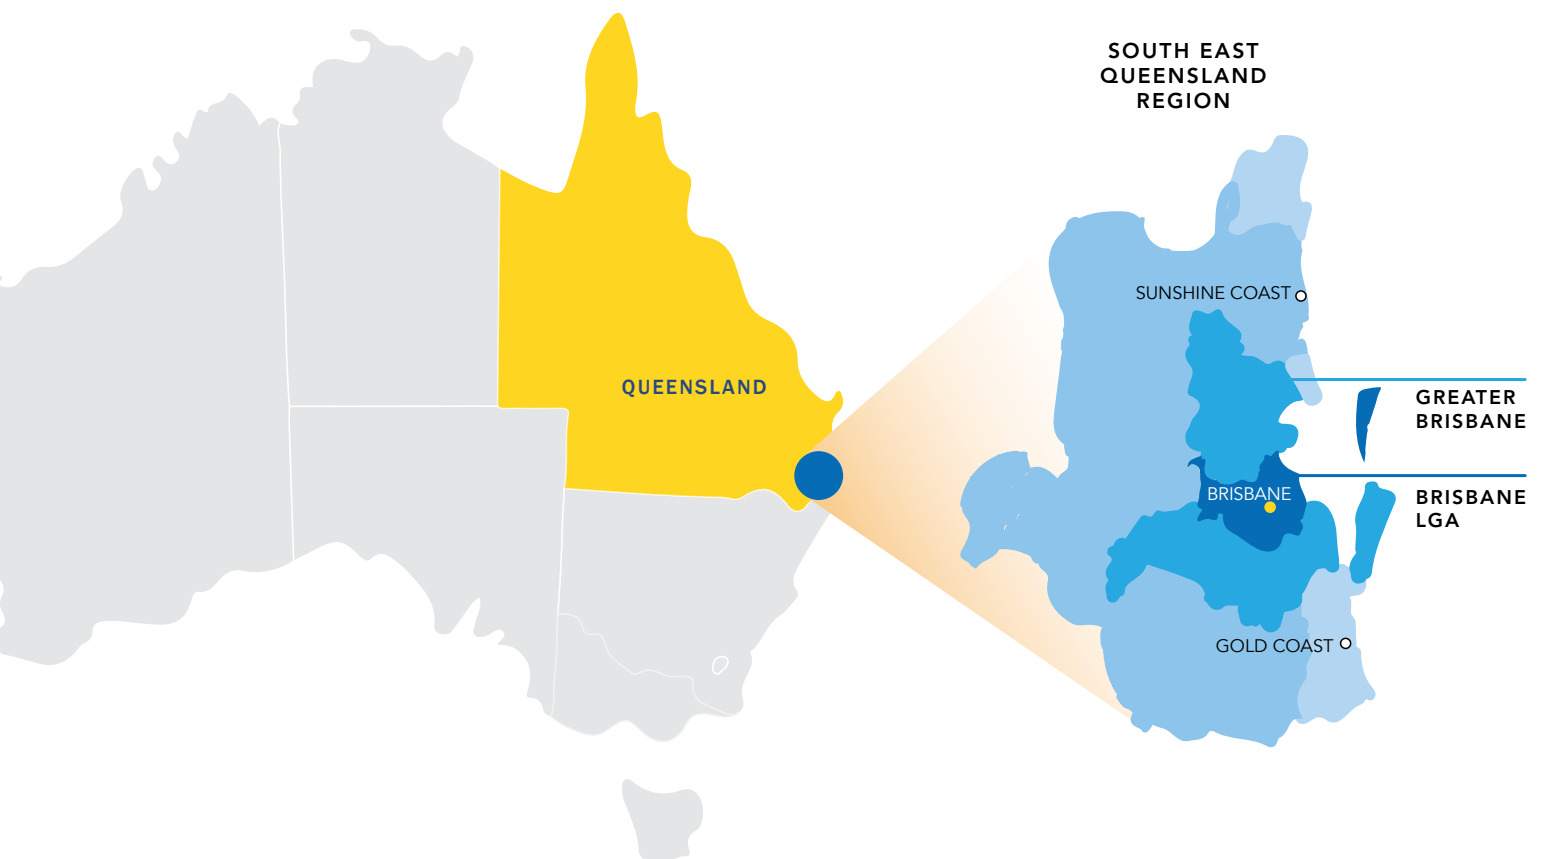 SOUTH EAST
QUEENSLAND
REGION
SUNSHINE COAST
QUEENSLAND
GREATER
BRISBANE
BRISBANE
BRISBANE
LGA
GOLD COAST